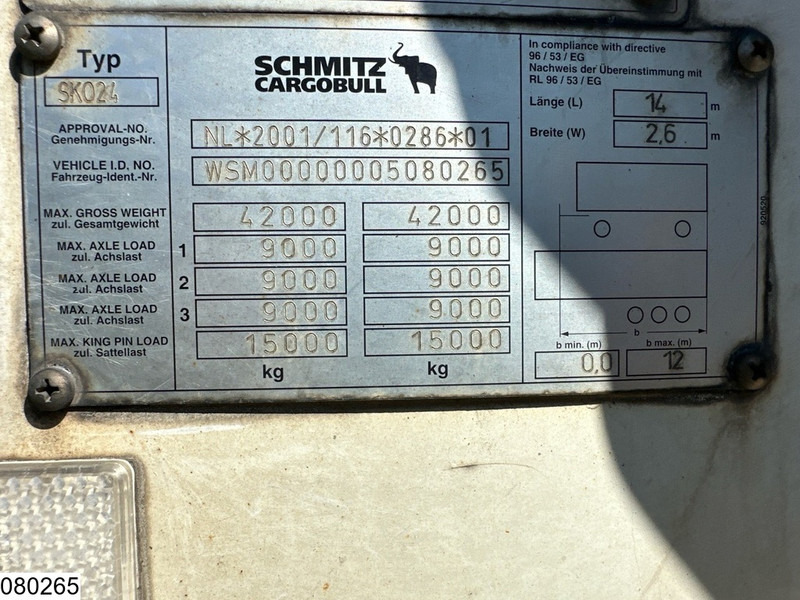 Typ
SKO24
SCHMITZ
CARGOBULL
In compliance with directive
96 / 53 / EG
Nachweis der Übereinstimmung mit
RL 96 / 53 / EG
Länge (L) 14 m
Breite (W) 2,6 m
APPROVAL-NO.
Genehmigungs-Nr.
NL*2001/116*0286*01
VEHICLE I.D. NO.
Fahrzeug-Ident.-Nr.
WSM00000005080265
MAX. GROSS WEIGHT
zul. Gesamtgewicht
42000 42000
MAX. AXLE LOAD
zul. Achslast
1 9000 9000
MAX. AXLE LOAD
zul. Achslast
2 9000 9000
MAX. AXLE LOAD
zul. Achslast
3 9000 9000
MAX. KING PIN LOAD
zul. Sattellast
15000 15000
kg kg
b
b min. (m) b max. (m)
0,0 12
920520
080265